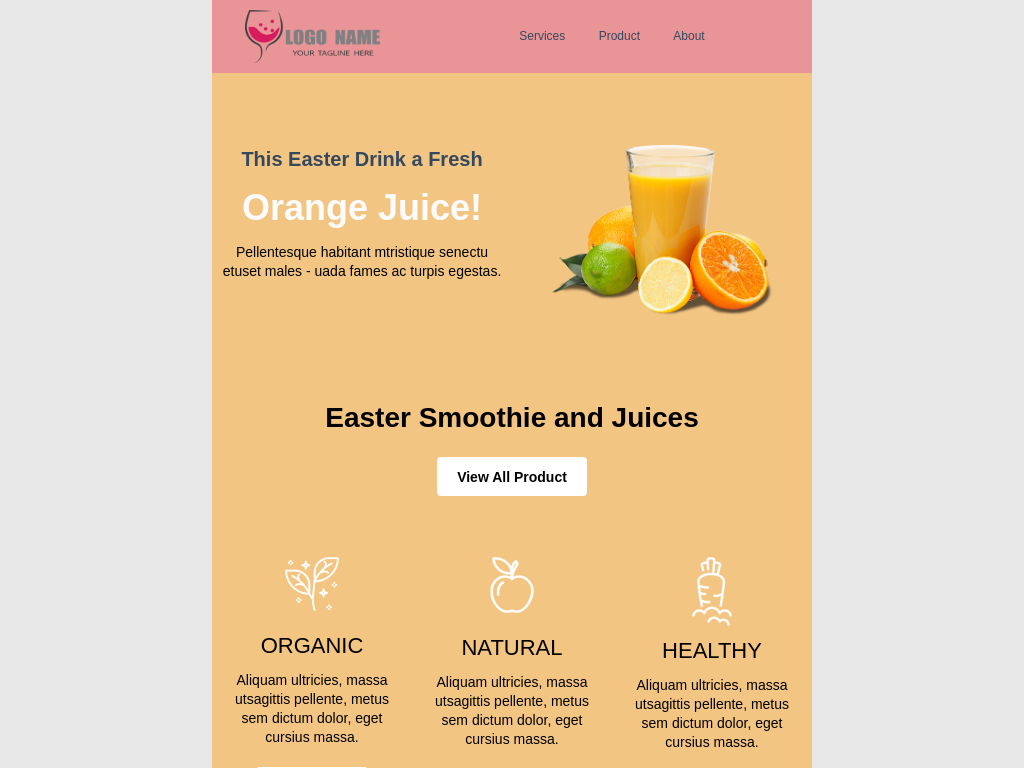 LOGO NAME
YOUR TAGLINE HERE
Services Product About
This Easter Drink a Fresh
Orange Juice!
Pellentesque habitant mtristique senectu
etuset males - uada fames ac turpis egestas.
Easter Smoothie and Juices
View All Product
ORGANIC
Aliquam ultricies, massa
utsagittis pellente, metus
sem dictum dolor, eget
cursius massa.
NATURAL
Aliquam ultricies, massa
utsagittis pellente, metus
sem dictum dolor, eget
cursius massa.
HEALTHY
Aliquam ultricies, massa
utsagittis pellente, metus
sem dictum dolor, eget
cursius massa.